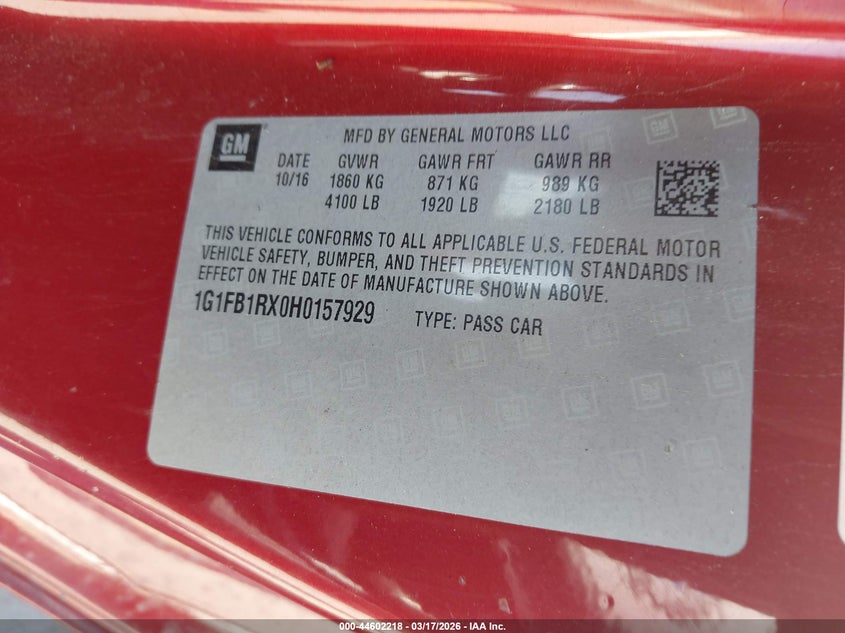 GM
MFD BY GENERAL MOTORS LLC
DATE GVWR GAWR FRT GAWR RR
10/16 1860 KG 871 KG 989 KG
4100 LB 1920 LB 2180 LB
THIS VEHICLE CONFORMS TO ALL APPLICABLE U.S. FEDERAL MOTOR
VEHICLE SAFETY, BUMPER, AND THEFT PREVENTION STANDARDS IN
EFFECT ON THE DATE OF MANUFACTURE SHOWN ABOVE.
1G1FB1RX0H0157929 TYPE: PASS CAR
000-44602218 - 03/17/2026 - IAA Inc.